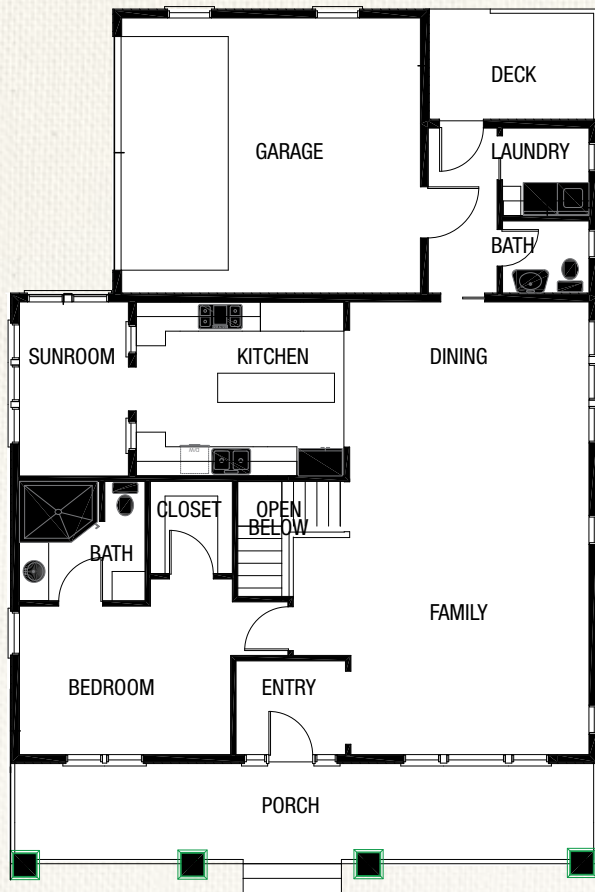 DECK
GARAGE
LAUNDRY
BATH
SUNROOM
KITCHEN
DINING
D/W
CLOSET
OPEN
BELOW
BATH
FAMILY
BEDROOM
ENTRY
PORCH